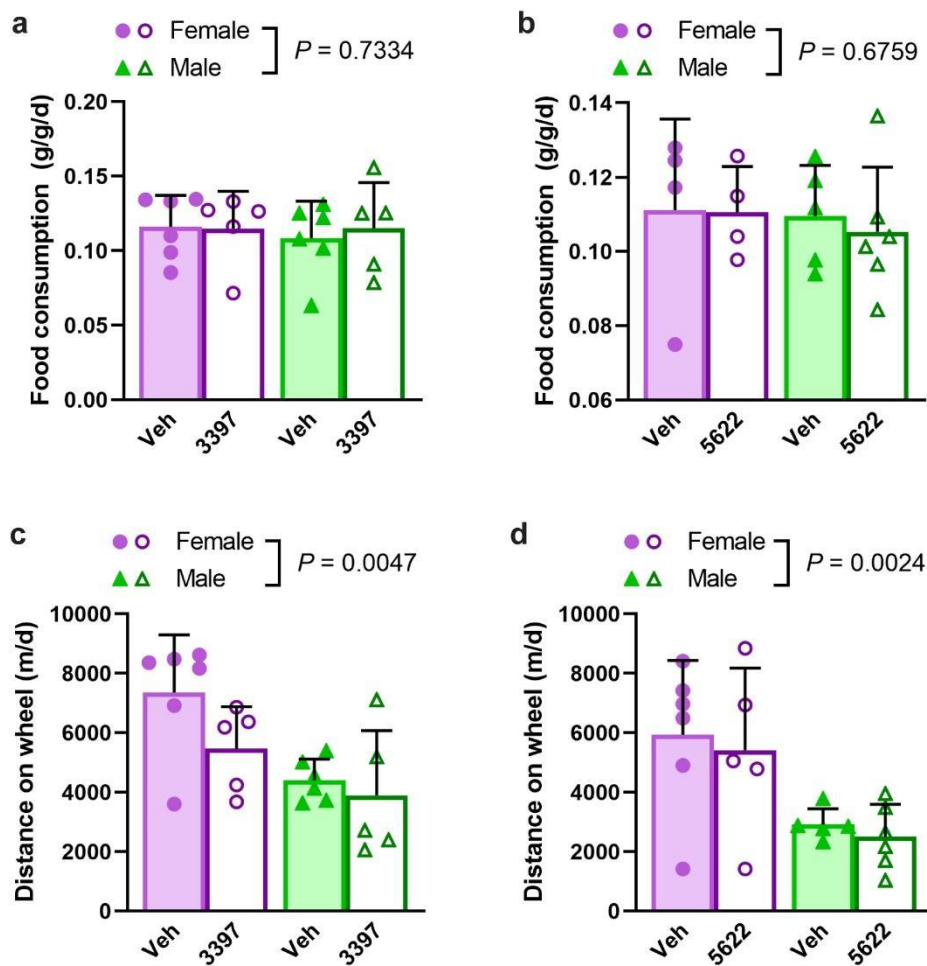 a
Female
Male
P = 0.7334
Food consumption (g/g/d)
0.20
0.15
0.10
0.05
0.00
Veh
3397
Veh
3397
b
Female
Male
P = 0.6759
Food consumption (g/g/d)
0.14
0.12
0.10
0.08
0.06
Veh
5622
Veh
5622
c
Female
Male
P = 0.0047
Distance on wheel (m/d)
10000
8000
6000
4000
2000
0
Veh
3397
Veh
3397
d
Female
Male
P = 0.0024
Distance on wheel (m/d)
10000
8000
6000
4000
2000
0
Veh
5622
Veh
5622